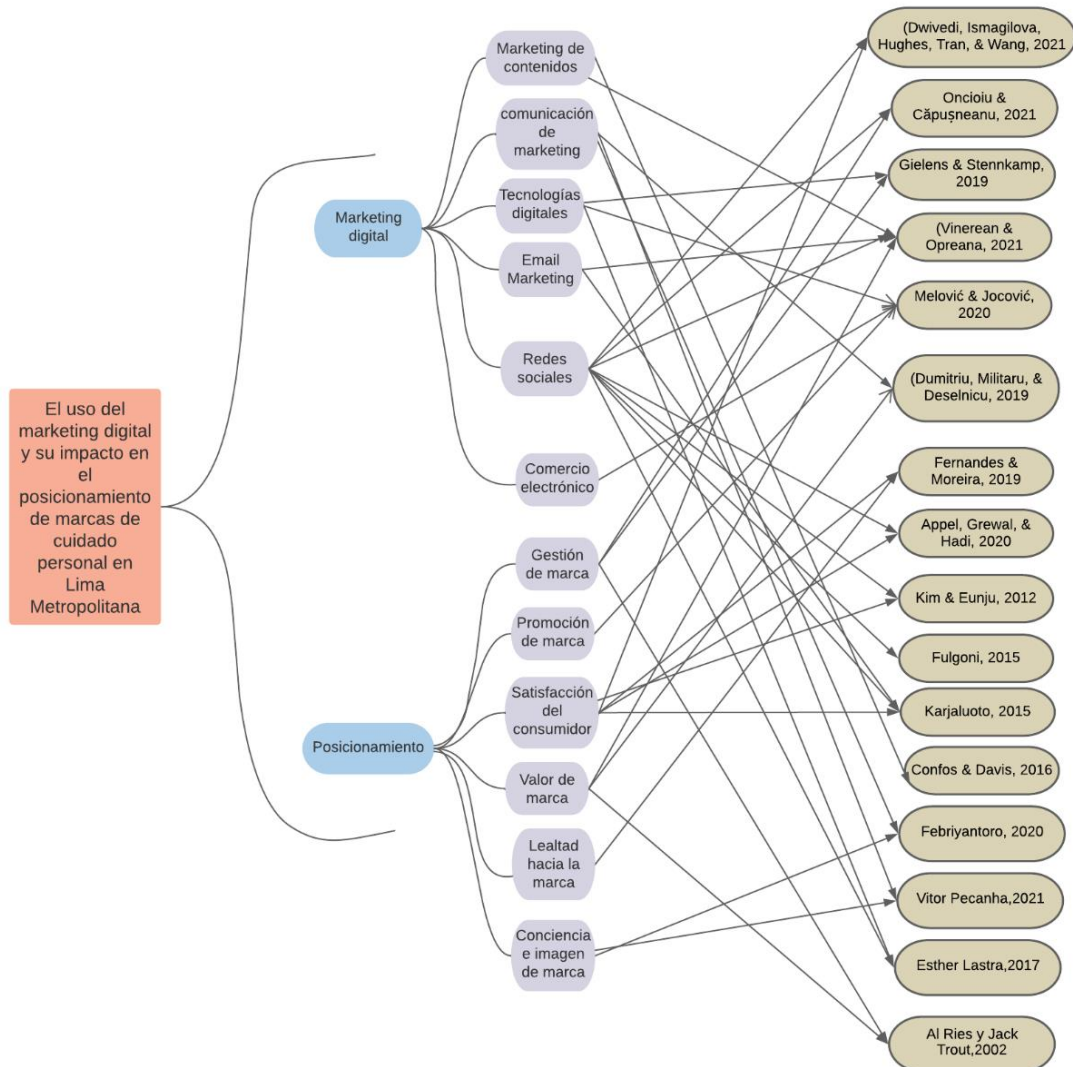 El uso del
marketing digital
y su impacto en
el
posicionamiento
de marcas de
cuidado
personal en
Lima
Metropolitana
Marketing
digital
Posicionamiento
Marketing de
contenidos
comunicación
de
marketing
Tecnologías
digitales
Email
Marketing
Redes
sociales
Comercio
electrónico
Gestión
de marca
Promoción
de marca
Satisfacción
del
consumidor
Valor de
marca
Lealtad
hacia la
marca
Conciencia
e imagen
de marca
(Dwivedi, Ismagilova,
Hughes, Tran, & Wang, 2021
Oncioiu &
Căpușneanu, 2021
Gielens & Stennkamp,
2019
(Vinerean &
Opreana, 2021
Melović & Jocović,
2020
(Dumitriu, Militaru, &
Deselnicu, 2019
Fernandes &
Moreira, 2019
Appel, Grewal, &
Hadi, 2020
Kim & Eunju, 2012
Fulgoni, 2015
Karjaluoto, 2015
Confos & Davis, 2016
Febriyantoro, 2020
Vitor Pecanha,2021
Esther Lastra,2017
Al Ries y Jack
Trout,2002